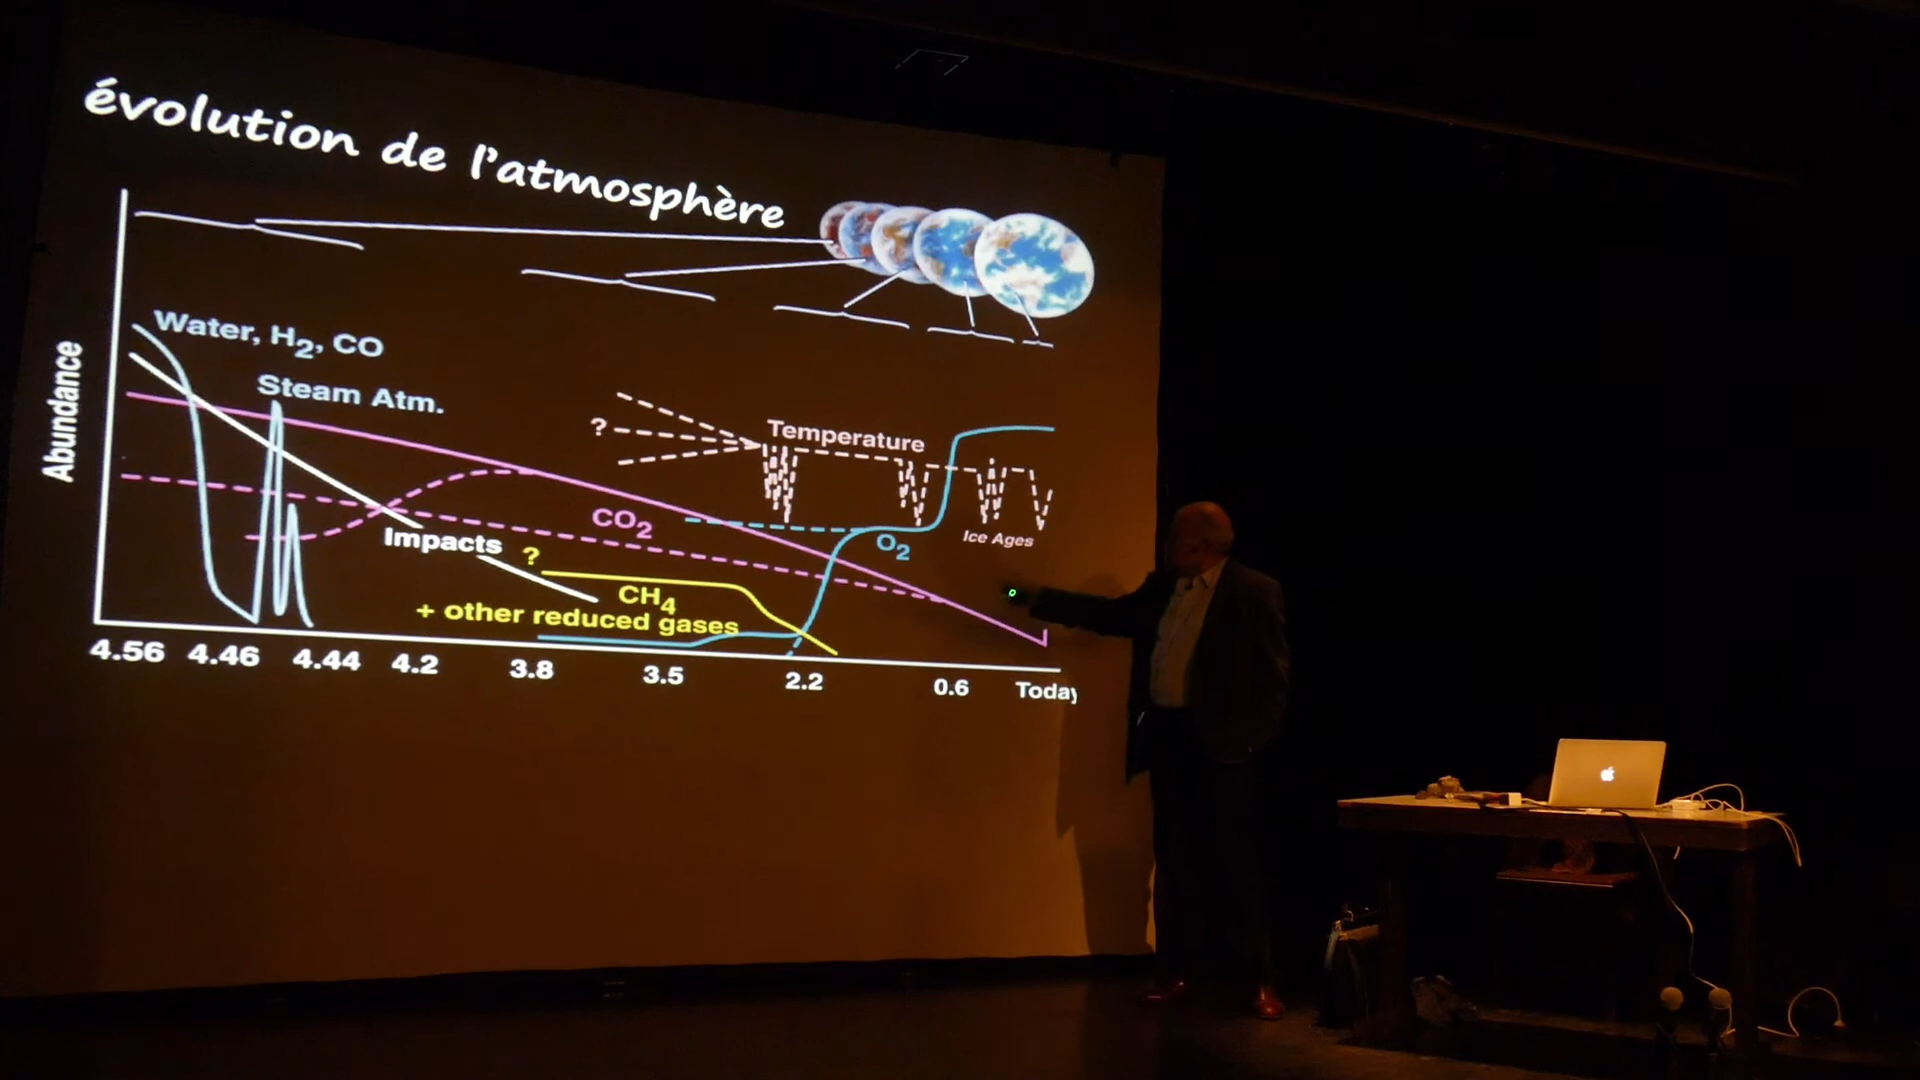 évolution de l'atmosphère
Water, H2, CO
Steam Atm.
Abundance
?
Temperature
CO2
O2
Ice Ages
Impacts
?
CH4
+ other reduced gases
4.56 4.46 4.44 4.2 3.8 3.5 2.2 0.6 Today